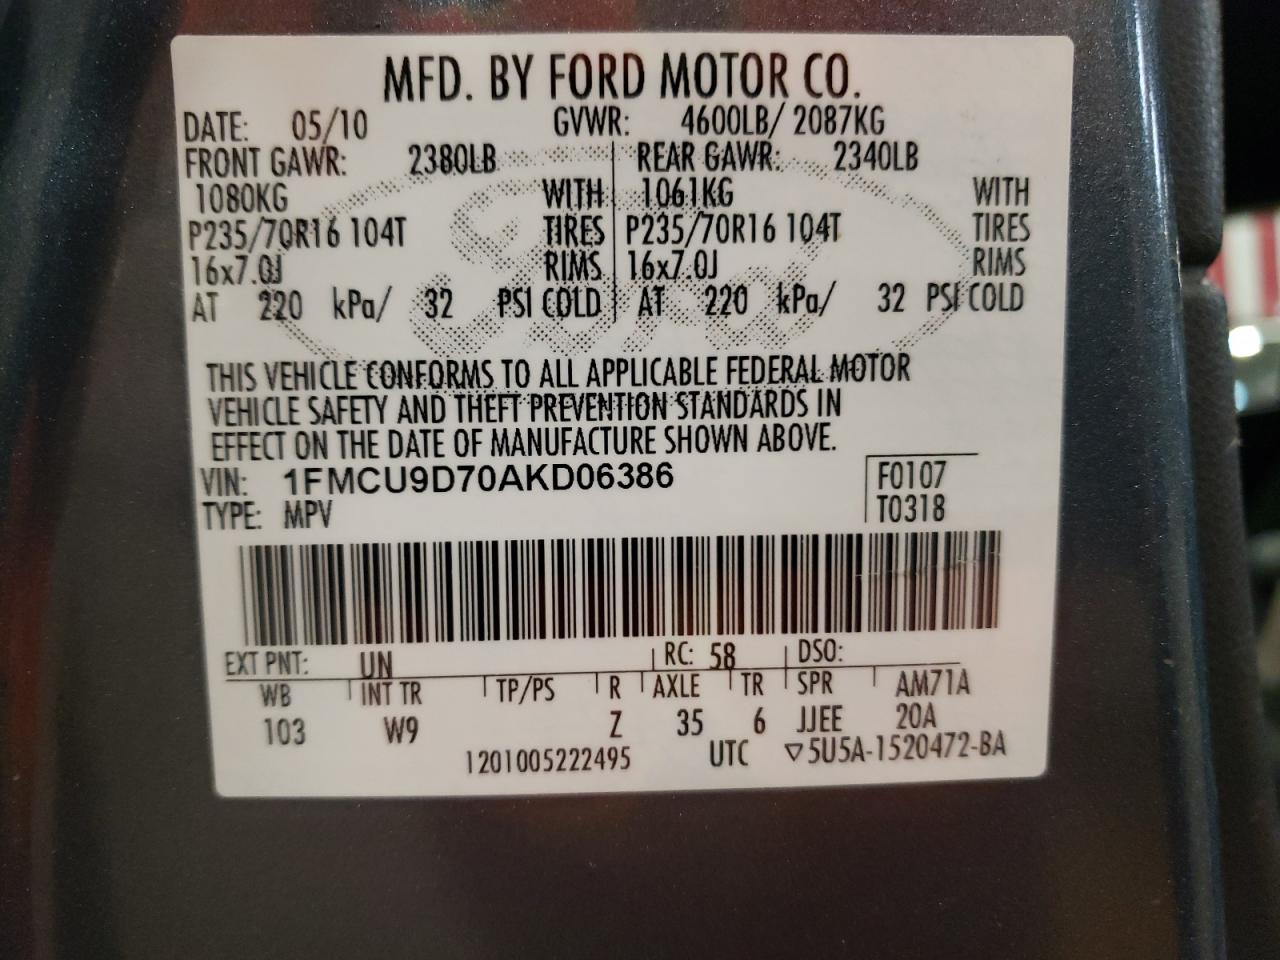 MFD. BY FORD MOTOR CO.
DATE: 05/10 GVWR: 4600LB/ 2087KG
FRONT GAWR: 2380LB REAR GAWR: 2340LB
1080KG WITH 1061KG WITH
P235/70R16 104T TIRES P235/70R16 104T TIRES
16x7.0J RIMS 16x7.0J RIMS
AT 220 kPa/ 32 PSI COLD AT 220 kPa/ 32 PSI COLD
Ford
THIS VEHICLE CONFORMS TO ALL APPLICABLE FEDERAL MOTOR
VEHICLE SAFETY AND THEFT PREVENTION STANDARDS IN
EFFECT ON THE DATE OF MANUFACTURE SHOWN ABOVE.
VIN: 1FMCU9D70AKD06386 F0107
TYPE: MPV T0318
EXT PNT: UN RC: 58 DSO:
WB INT TR TP/PS R AXLE TR SPR AM71A
103 W9 Z 35 6 JJEE 20A
1201005222495 UTC ▽5U5A-1520472-BA